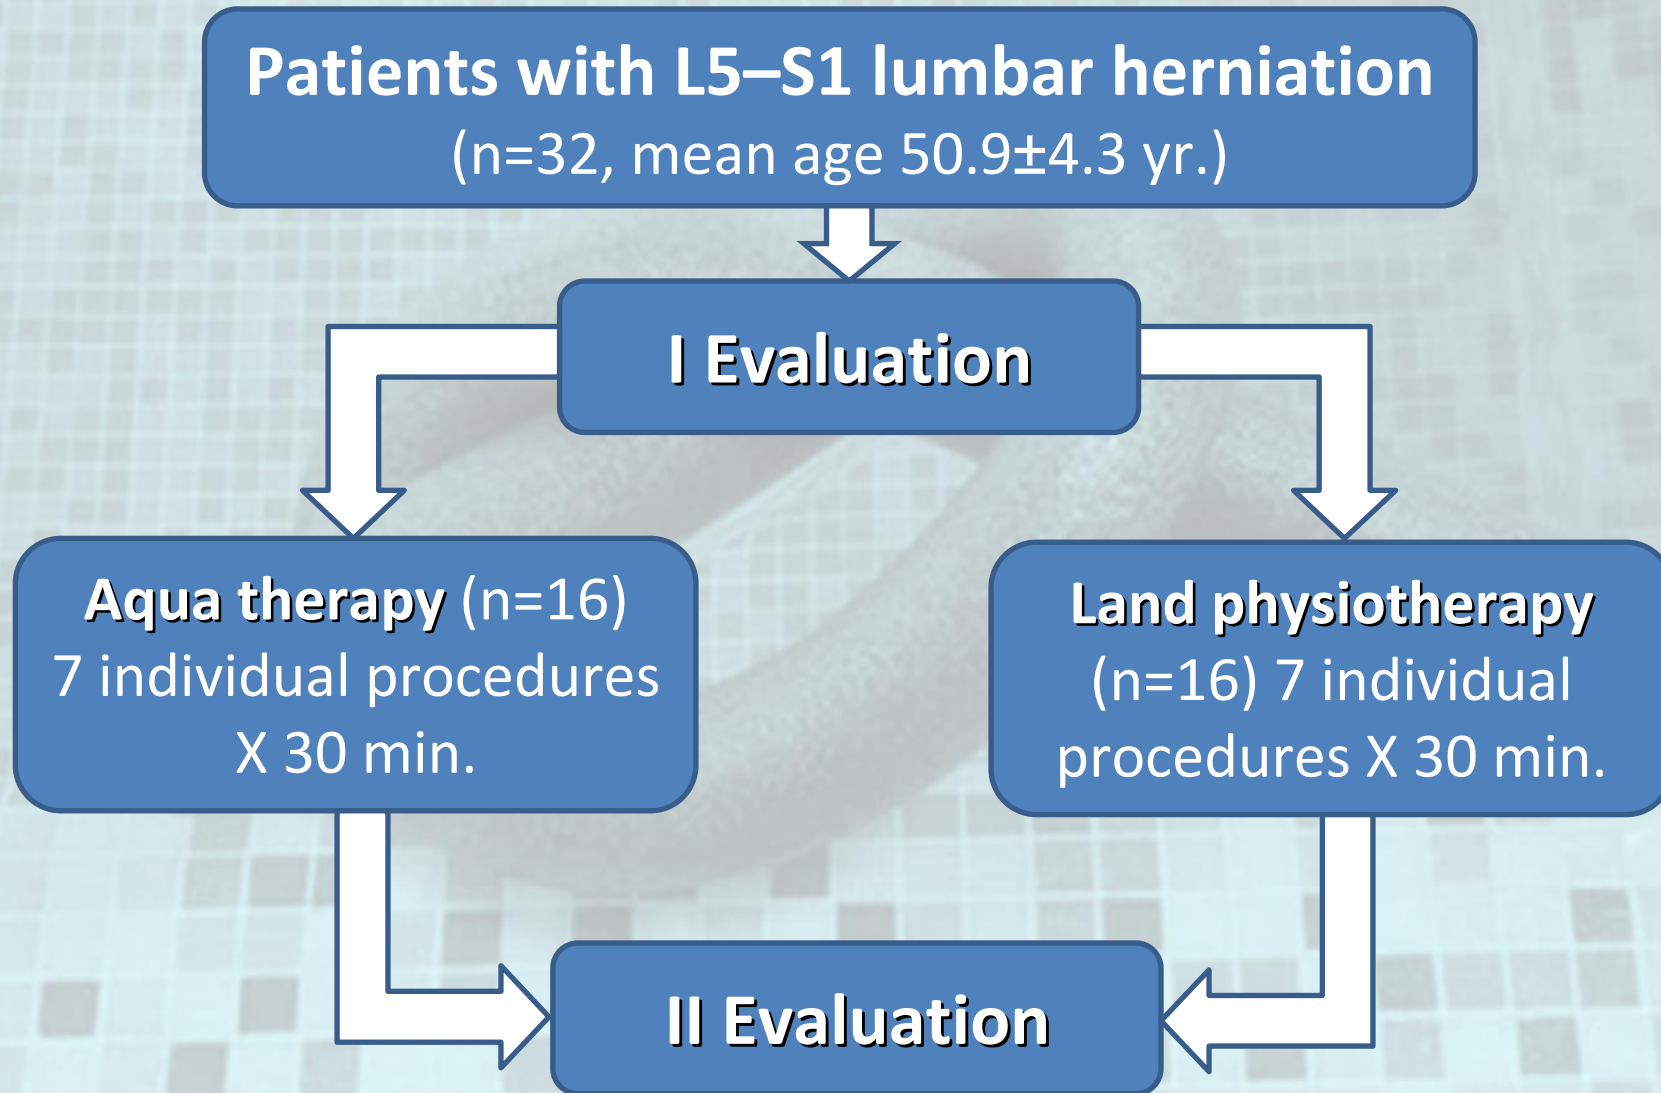 Patients with L5–S1 lumbar herniation
(n=32, mean age 50.9±4.3 yr.)
I Evaluation
Aqua therapy (n=16)
7 individual procedures
X 30 min.
Land physiotherapy
(n=16) 7 individual
procedures X 30 min.
II Evaluation